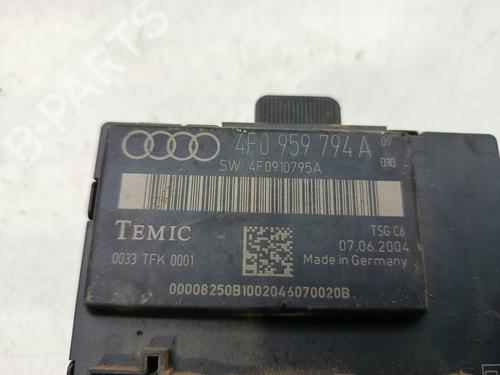 4F0 959 794 A 09
010
SW: 4F0910795A
TEMIC
TSG C6
07.06.2004
0033 TFK 0001
Made in Germany
00008250B1002046070020B
B-Parts